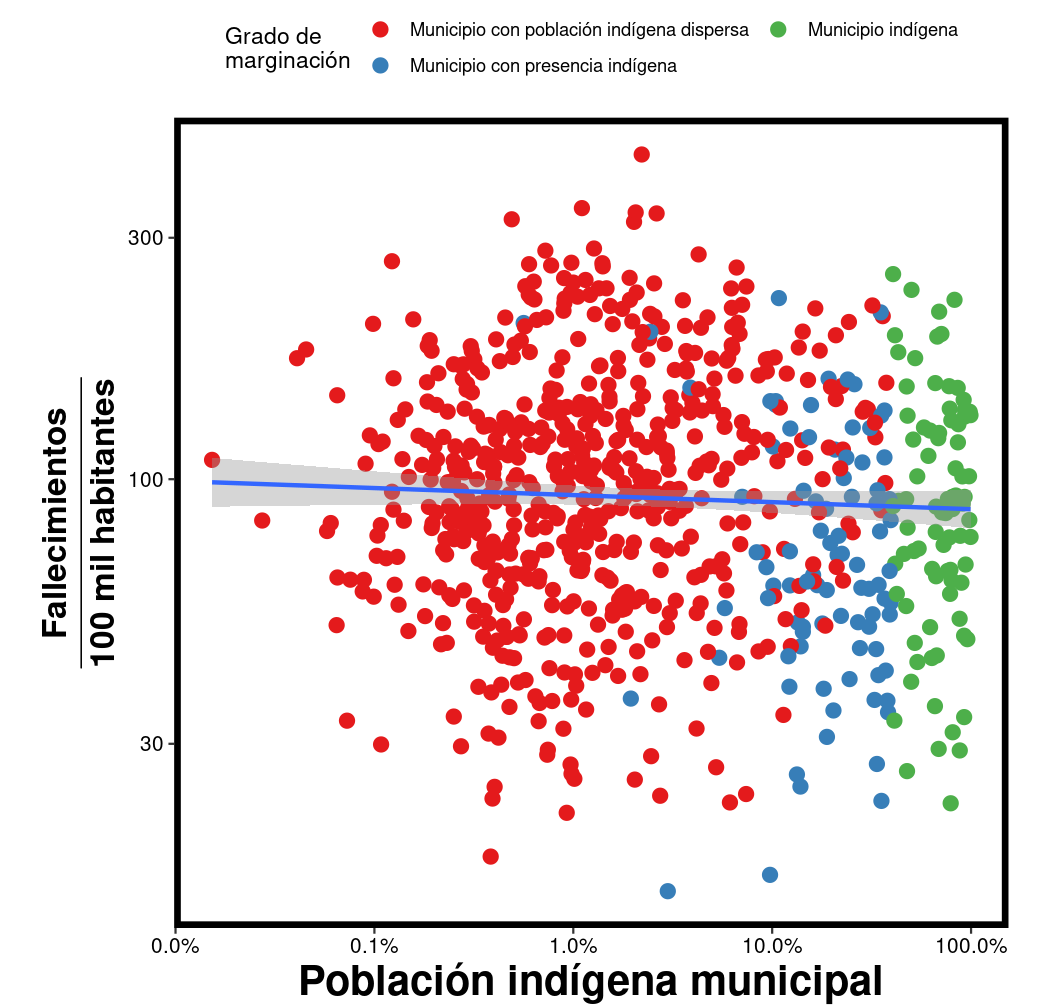 Grado de
marginación
Municipio con población indígena dispersa
Municipio indígena
Municipio con presencia indígena
Fallecimientos
100 mil habitantes
300
100
30
0.0%
0.1%
1.0%
10.0%
100.0%
Población indígena municipal